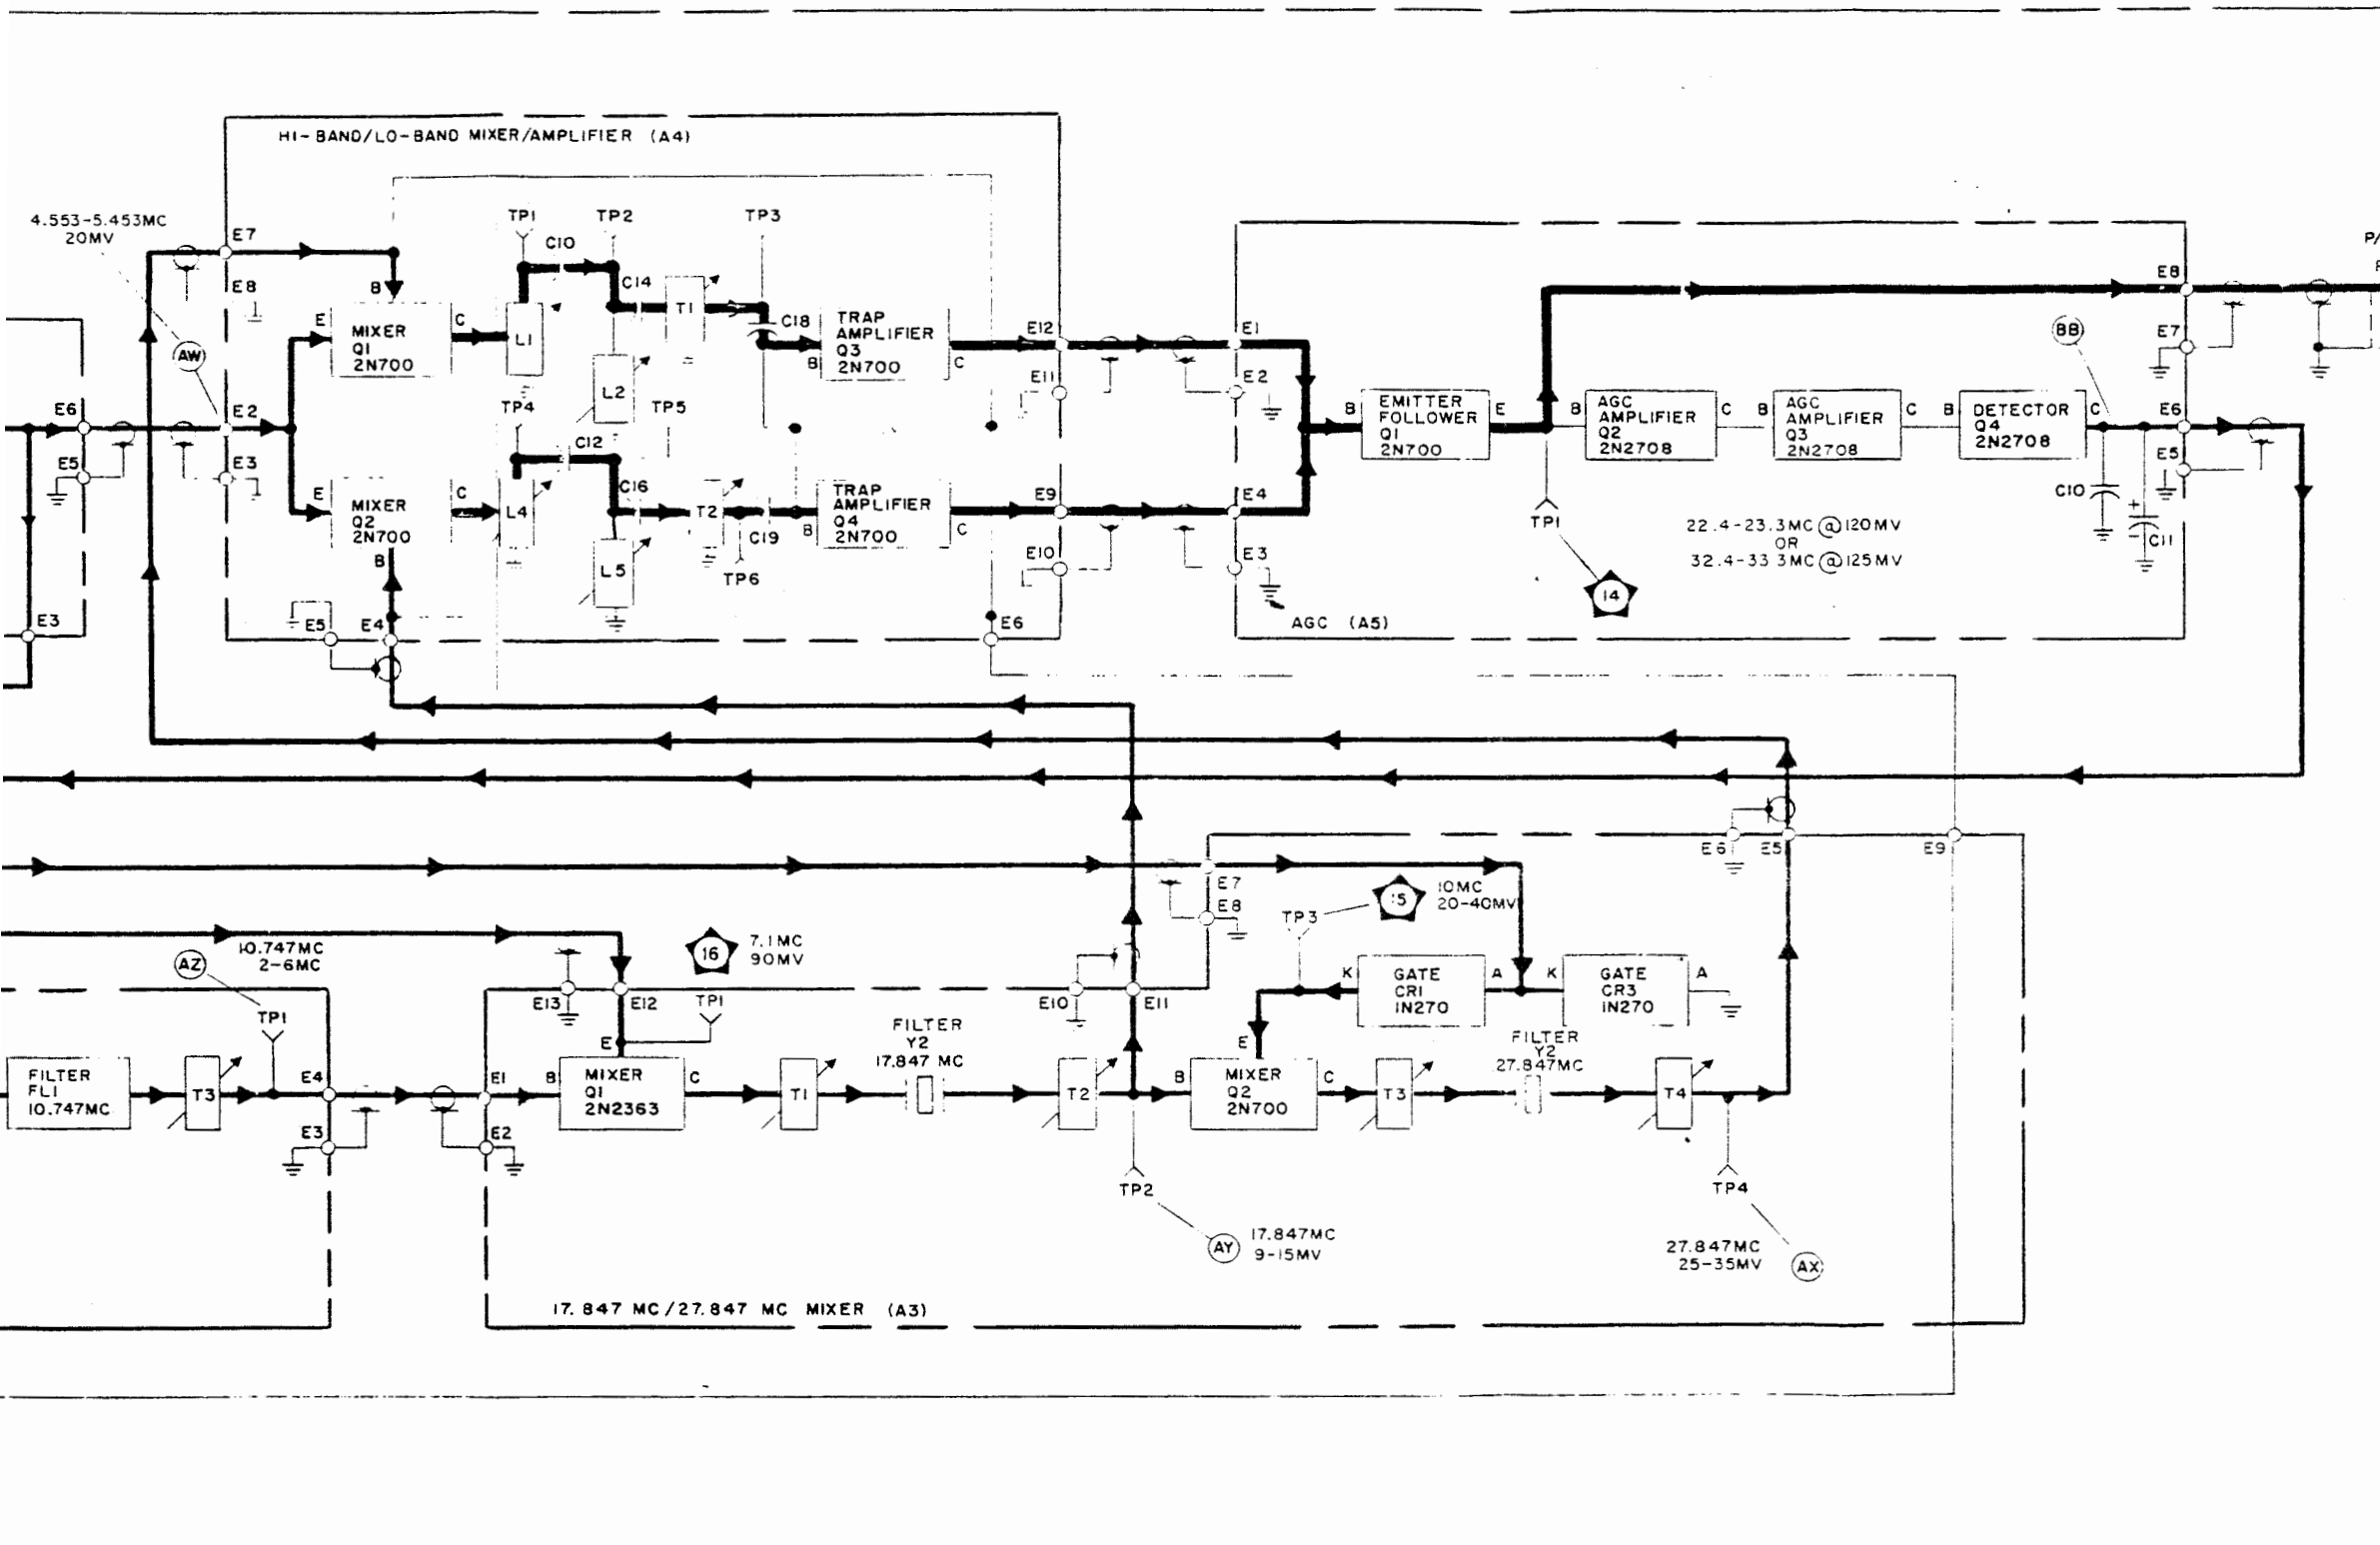 HI-BAND/LO-BAND MIXER/AMPLIFIER (A4)
4.553-5.453MC
20MV
AW
E7
E8
E6
E5
E3
E2
E3
B
E
MIXER
Q1
2N700
C
TP1
C10
TP2
C14
TP3
L1
T1
C18
L2
TRAP
AMPLIFIER
Q3
2N700
B
C
E12
E11
TP4
C12
TP5
E
MIXER
Q2
2N700
B
C
L4
C16
T2
C19
L5
TP6
TRAP
AMPLIFIER
Q4
2N700
B
C
E9
E10
E5
E4
E6
E1
E2
E4
E3
B
EMITTER
FOLLOWER
Q1
2N700
E
B
AGC
AMPLIFIER
Q2
2N2708
C
B
AGC
AMPLIFIER
Q3
2N2708
C
B
DETECTOR
Q4
2N2708
C
BB
E8
E7
E6
E5
P/
C10
+
-
C11
TP1
14
22.4-23.3MC@120MV
OR
32.4-33.3MC@125MV
AGC (A5)
E6
E5
E9
E7
E8
TP3
15
10MC
20-40MV
K
GATE
CR1
1N270
A
K
GATE
CR3
1N270
A
10.747MC
2-6MC
AZ
TP1
16
7.1MC
90MV
E13
E12
TP1
E10
E11
FILTER
FL1
10.747MC
T3
E4
E3
E1
E2
B
E
MIXER
Q1
2N2363
C
T1
FILTER
Y2
17.847 MC
T2
B
E
MIXER
Q2
2N700
C
T3
FILTER
Y2
27.847MC
T4
TP2
AY
17.847MC
9-15MV
TP4
27.847MC
25-35MV
AX
17.847 MC/27.847 MC MIXER (A3)